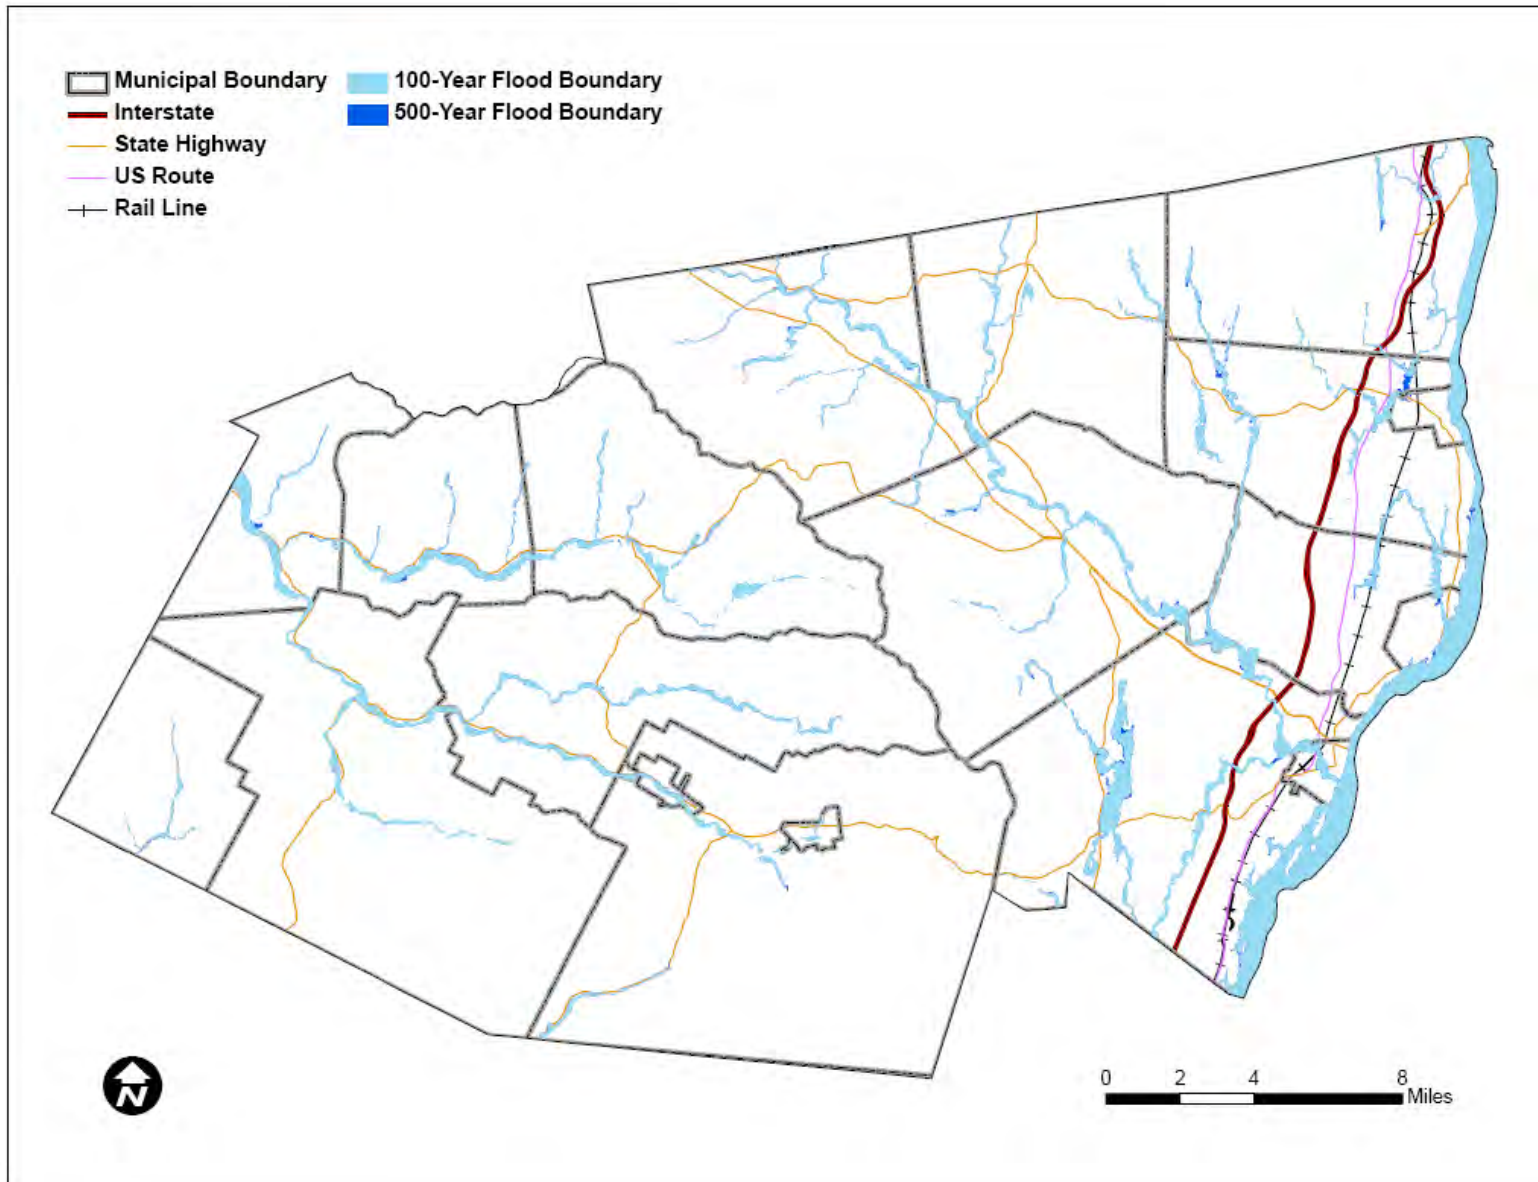 Municipal Boundary
Interstate
State Highway
US Route
Rail Line
100-Year Flood Boundary
500-Year Flood Boundary
N
0 2 4 8
Miles